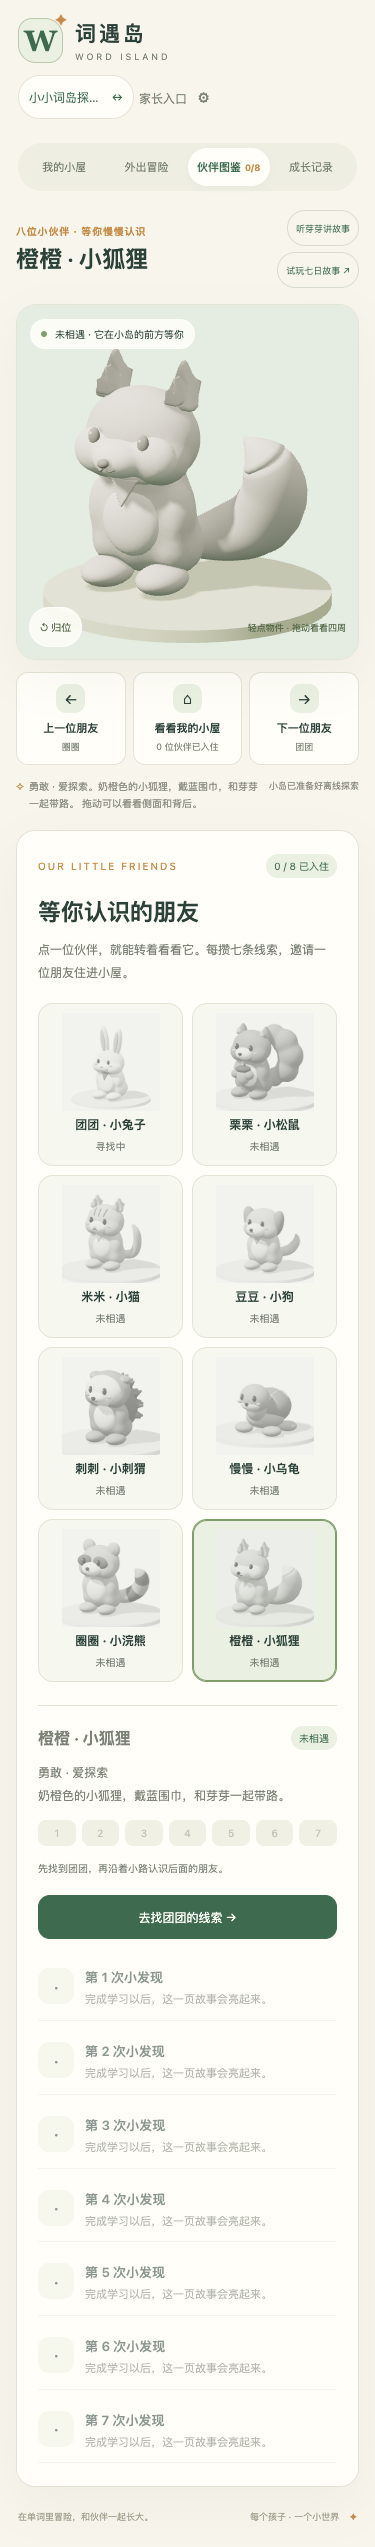 W
词遇岛
WORD ISLAND
小小词岛探... ↔ 家长入口 ⚙
我的小屋 外出冒险 伙伴图鉴 0/8 成长记录
八位小伙伴 · 等你慢慢认识
橙橙 · 小狐狸
听芽芽讲故事
试玩七日故事 ↗
未相遇 · 它在小岛的前方等你
↺ 归位
轻点物件 · 拖动看看四周
← ⌂ →
上一位朋友 看看我的小屋 下一位朋友
圈圈 0 位伙伴已入住 团团
✧ 勇敢 · 爱探索。奶橙色的小狐狸，戴蓝围巾，和芽芽 小岛已准备好离线探索
一起带路。 拖动可以看看侧面和背后。
OUR LITTLE FRIENDS 0 / 8 已入住
等你认识的朋友
点一位伙伴，就能转着看看它。每攒七条线索，邀请一
位朋友住进小屋。
团团 · 小兔子 栗栗 · 小松鼠
寻找中 未相遇
米米 · 小猫 豆豆 · 小狗
未相遇 未相遇
刺刺 · 小刺猬 慢慢 · 小乌龟
未相遇 未相遇
圈圈 · 小浣熊 橙橙 · 小狐狸
未相遇 未相遇
橙橙 · 小狐狸 未相遇
勇敢 · 爱探索
奶橙色的小狐狸，戴蓝围巾，和芽芽一起带路。
1 2 3 4 5 6 7
先找到团团，再沿着小路认识后面的朋友。
去找团团的线索 →
第 1 次小发现
完成学习以后，这一页故事会亮起来。
第 2 次小发现
完成学习以后，这一页故事会亮起来。
第 3 次小发现
完成学习以后，这一页故事会亮起来。
第 4 次小发现
完成学习以后，这一页故事会亮起来。
第 5 次小发现
完成学习以后，这一页故事会亮起来。
第 6 次小发现
完成学习以后，这一页故事会亮起来。
第 7 次小发现
完成学习以后，这一页故事会亮起来。
在单词里冒险，和伙伴一起长大。 每个孩子 · 一个小世界 ✦